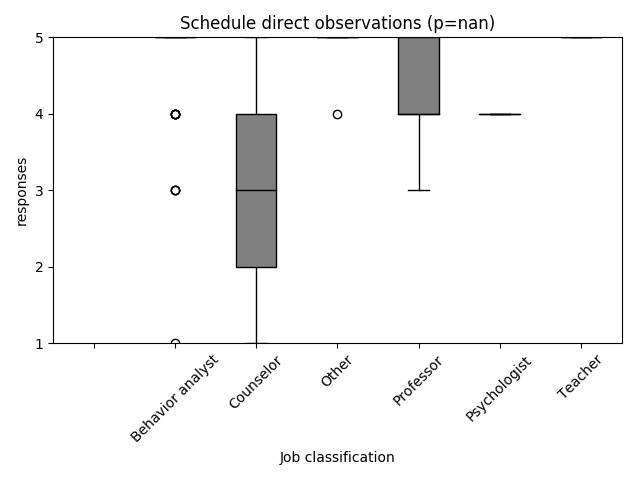 Schedule direct observations (p=nan)
5
4
3
2
1
responses
Behavior analyst
Counselor
Other
Professor
Psychologist
Teacher
Job classification